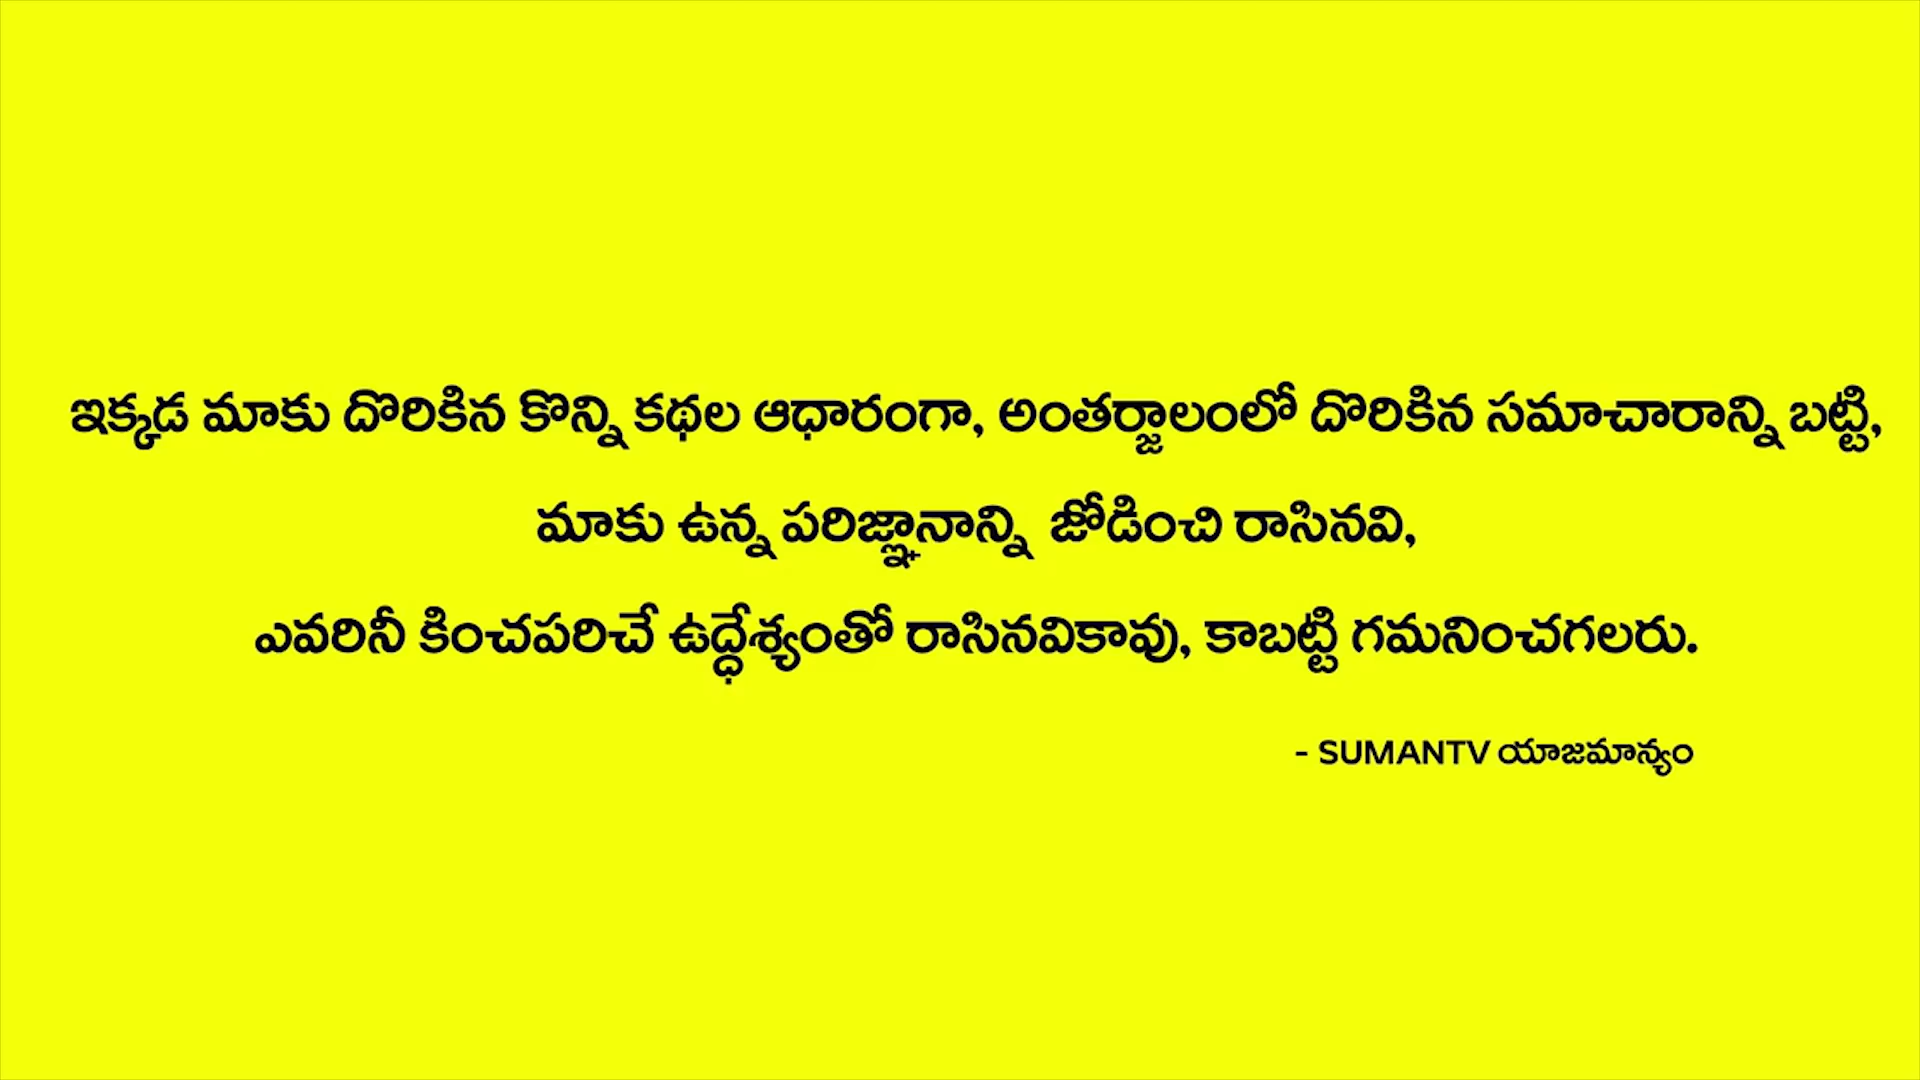 ఇక్కడ మాకు దొరికిన కొన్ని కథల ఆధారంగా, అంతర్జాలంలో దొరికిన సమాచారాన్ని బట్టి,
మాకు ఉన్న పరిజ్ఞానాన్ని జోడించి రాసినవి,
ఎవరినీ కించపరిచే ఉద్ధేశ్యంతో రాసినవికావు, కాబట్టి గమనించగలరు.
- SUMANTV యాజమాన్యం